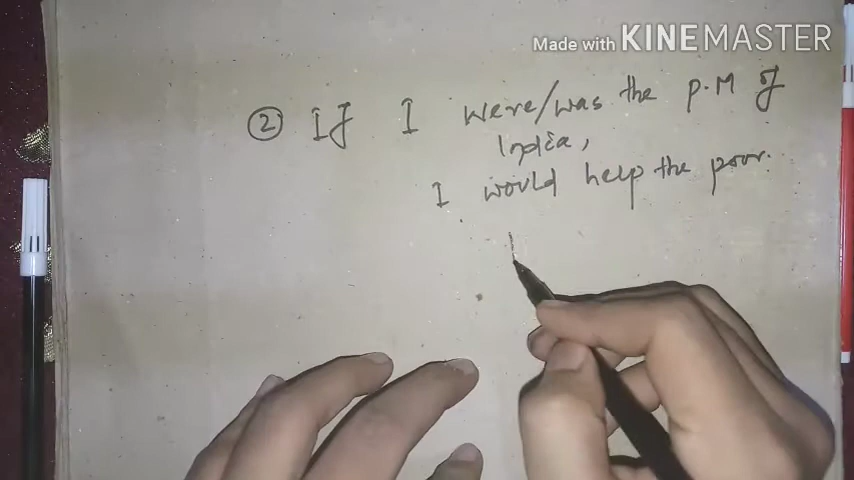 Made with KINEMASTER
② If I were/was the P.M of
India,
I would help the poor.